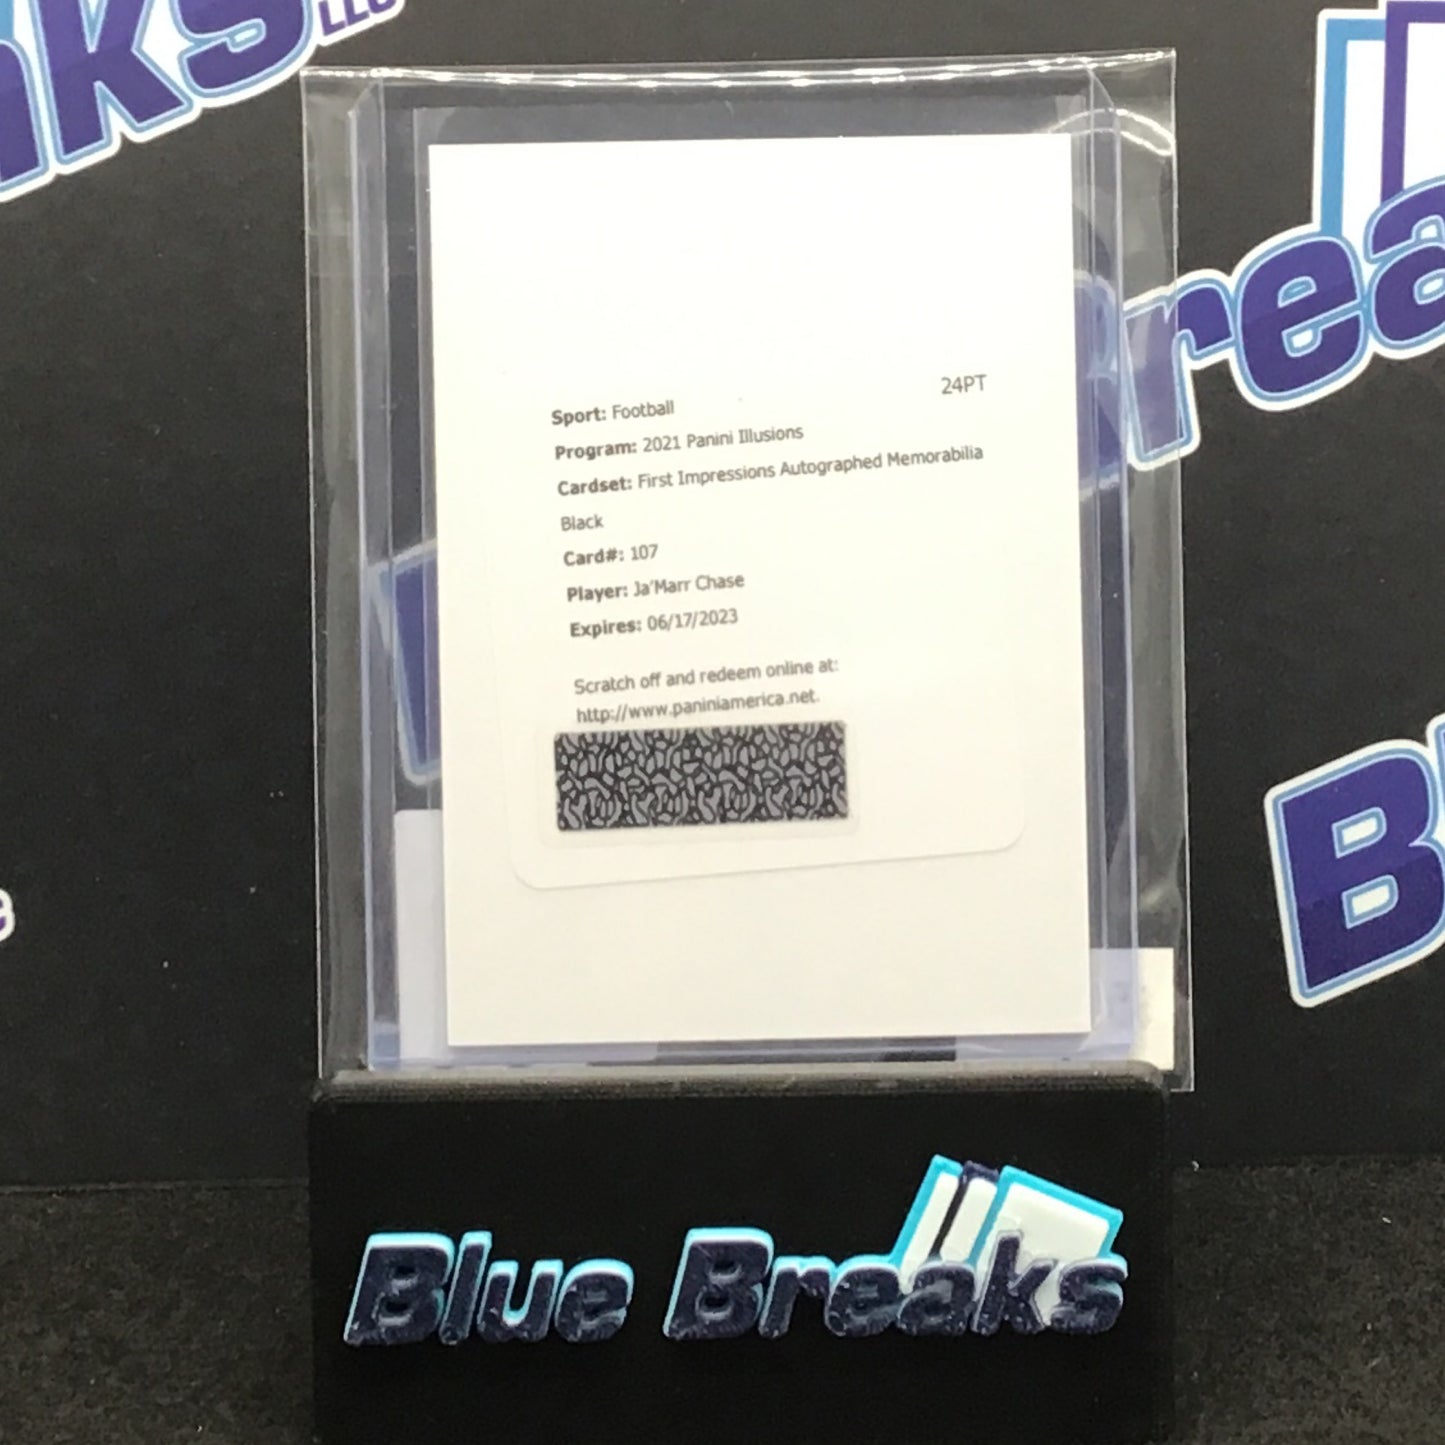 LLC
24PT
Sport: Football
Program: 2021 Panini Illusions
Cardset: First Impressions Autographed Memorabilia
Black
Card#: 107
Player: Ja'Marr Chase
Expires: 06/17/2023
Scratch off and redeem online at:
http://www.paniniamerica.net.
Blue Breaks